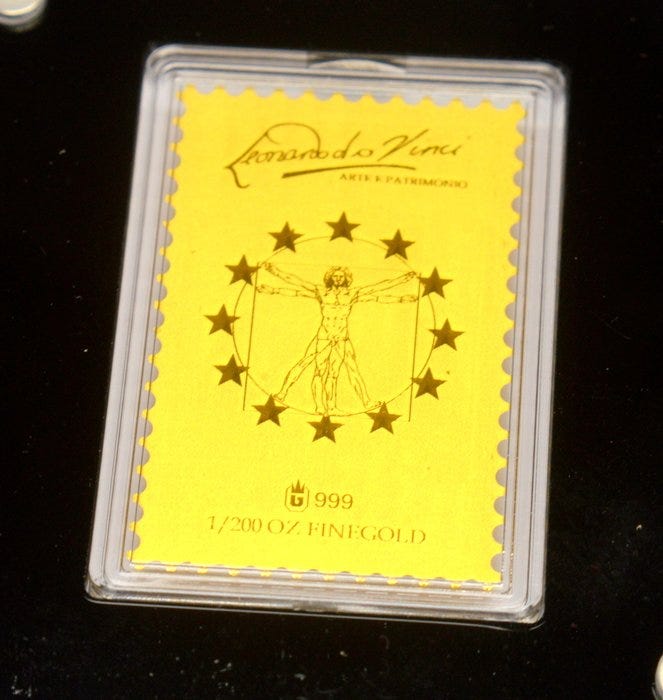 Leonardo da Vinci
ARTE E PATRIMONIO
G 999
1/200 OZ FINEGOLD